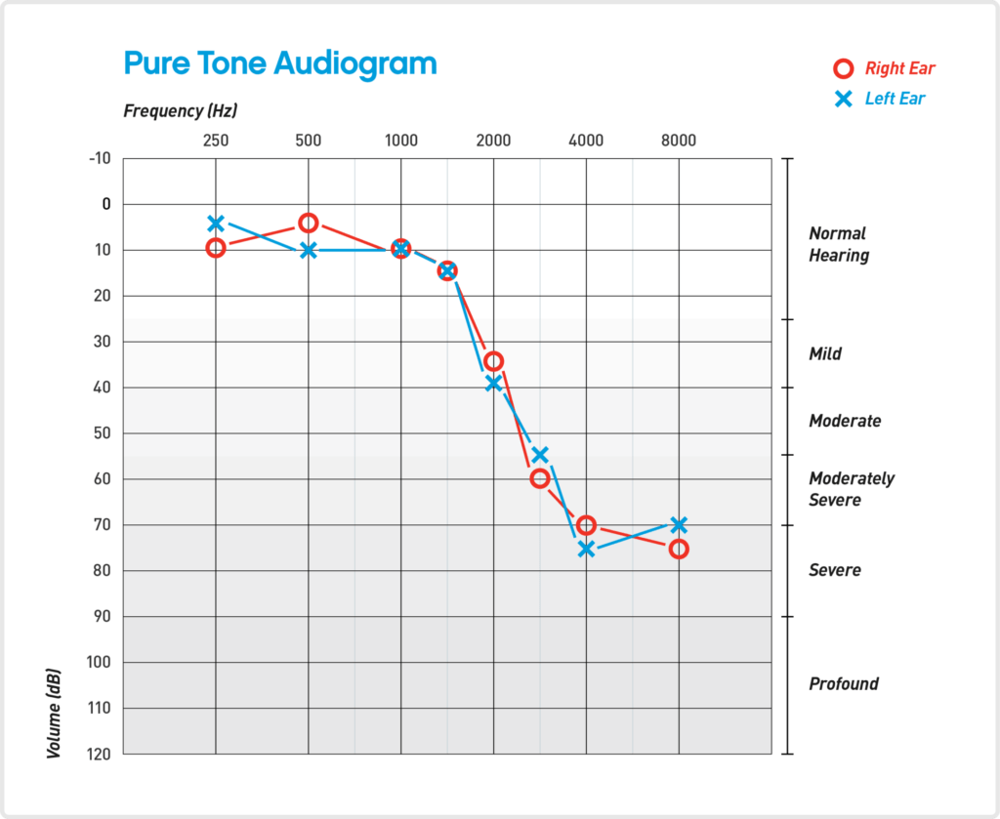 Pure Tone Audiogram
Right Ear
Left Ear
Frequency (Hz)
250 500 1000 2000 4000 8000
-10
0
10
20
30
40
50
60
70
80
90
100
110
120
Volume (dB)
Normal
Hearing
Mild
Moderate
Moderately
Severe
Severe
Profound